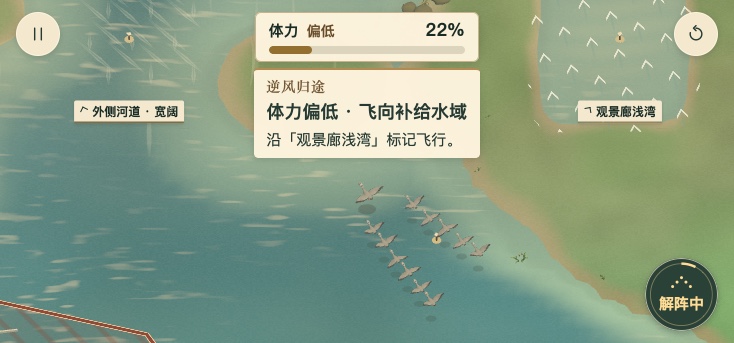 体力 偏低 22%
逆风归途
体力偏低 · 飞向补给水域
沿「观景廊浅湾」标记飞行。
外侧河道 · 宽阔
观景廊浅湾
解阵中